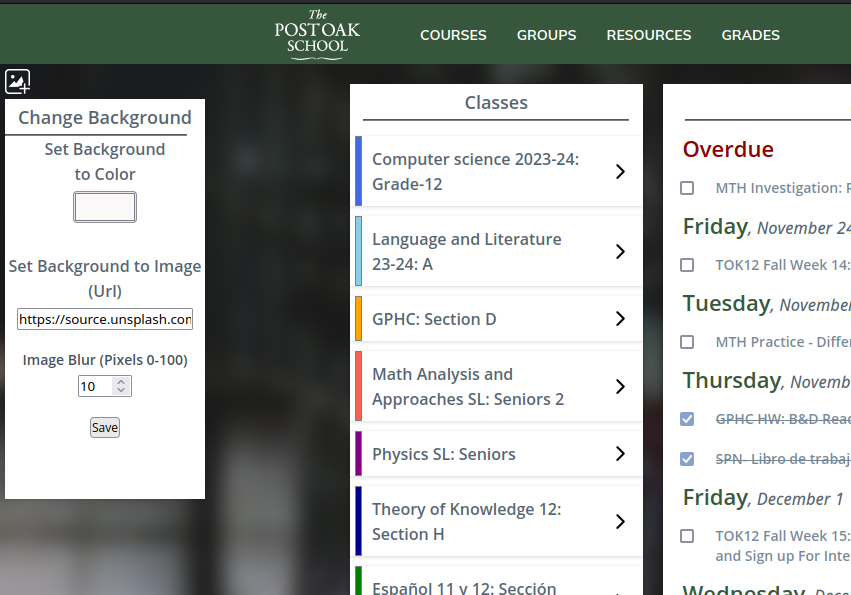 The
POST OAK
SCHOOL
COURSES GROUPS RESOURCES GRADES
Change Background
Set Background
to Color
Set Background to Image
(Url)
https://source.unsplash.con
Image Blur (Pixels 0-100)
10
Save
Classes
Computer science 2023-24:
Grade-12
Language and Literature
23-24: A
GPHC: Section D
Math Analysis and
Approaches SL: Seniors 2
Physics SL: Seniors
Theory of Knowledge 12:
Section H
Español 11 y 12: Sección
Overdue
MTH Investigation:
Friday, November 24
TOK12 Fall Week 14:
Tuesday, November
MTH Practice - Differ
Thursday, Novemb
GPHC HW: B&D Read
SPN- Libro de trabaj
Friday, December 1
TOK12 Fall Week 15:
and Sign up For Inte
Wednesday, Dece